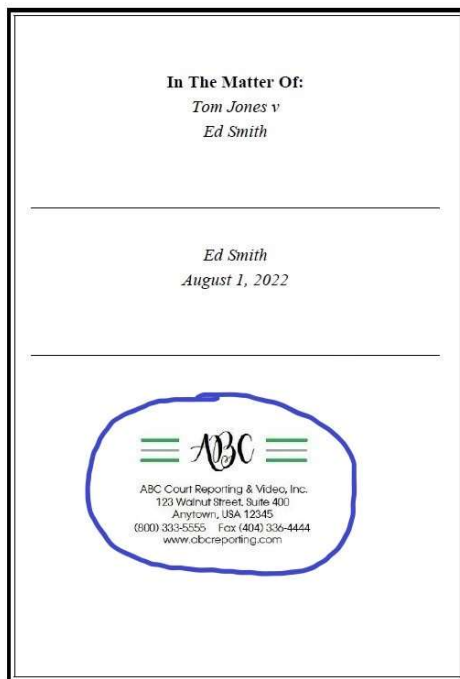 In The Matter Of:
Tom Jones v
Ed Smith
Ed Smith
August 1, 2022
ABC
ABC Court Reporting & Video, Inc.
123 Walnut Street, Suite 400
Anytown, USA 12345
(800) 333-5555 Fax (404) 336-4444
www.abcreporting.com